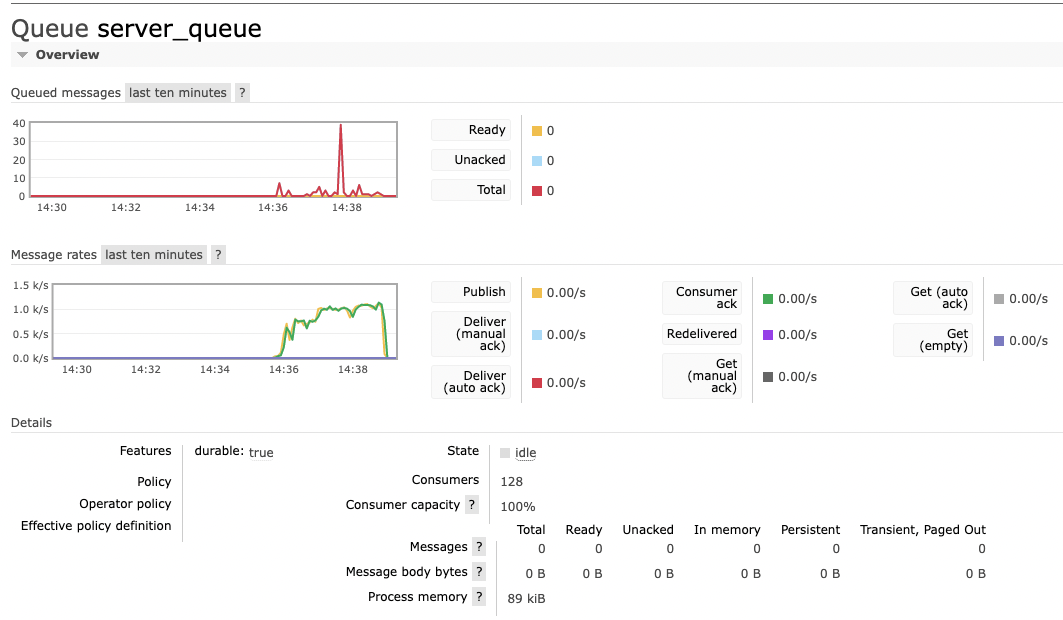 Queue server_queue
Overview
Queued messages last ten minutes ?
40
30
20
10
0
14:30 14:32 14:34 14:36 14:38
Ready 0
Unacked 0
Total 0
Message rates last ten minutes ?
1.5 k/s
1.0 k/s
0.5 k/s
0.0 k/s
14:30 14:32 14:34 14:36 14:38
Publish 0.00/s
Deliver
(manual 0.00/s
ack)
Deliver
(auto ack) 0.00/s
Consumer
ack 0.00/s
Redelivered 0.00/s
Get
(manual 0.00/s
ack)
Get (auto
ack) 0.00/s
Get
(empty) 0.00/s
Details
Features durable: true
Policy
Operator policy
Effective policy definition
State idle
Consumers 128
Consumer capacity ? 100%
Total Ready Unacked In memory Persistent Transient, Paged Out
Messages ? 0 0 0 0 0 0
Message body bytes ? 0 B 0 B 0 B 0 B 0 B 0 B
Process memory ? 89 kiB